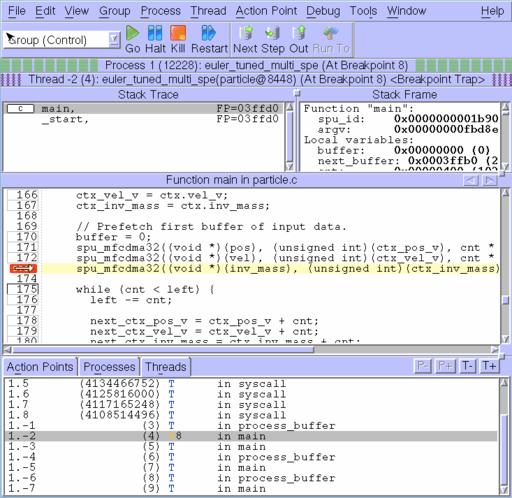 File Edit View Group Process Thread Action Point Debug Tools Window Help
Group (Control) Go Halt Kill Restart Next Step Out Run To
Process 1 (12228): euler_tuned_multi_spe (At Breakpoint 8)
Thread -2 (4): euler_tuned_multi_spe(particle@8448) (At Breakpoint 8) <Breakpoint Trap>
Stack Trace Stack Frame
C main, FP=03ffd0
_start, FP=03ffd0
Function "main":
spu_id: 0x0000000001b90
argv: 0x00000000fbd8e
Local variables:
buffer: 0x00000000 (0)
next_buffer: 0x0003ffb0 (2
Function main in particle.c
166 ctx_vel_v = ctx.vel_v;
167 ctx_inv_mass = ctx.inv_mass;
168
169 // Prefetch first buffer of input data.
170 buffer = 0;
171 spu_mfcdma32((void *)(pos), (unsigned int)(ctx_pos_v), cnt *
172 spu_mfcdma32((void *)(vel), (unsigned int)(ctx_vel_v), cnt *
spu_mfcdma32((void *)(inv_mass), (unsigned int)(ctx_inv_mass)
174
175 while (cnt < left) {
176 left -= cnt;
178 next_ctx_pos_v = ctx_pos_v + cnt;
179 next_ctx_vel_v = ctx_vel_v + cnt;
180 next_ctx_inv_mass = ctx_inv_mass + cnt;
Action Points Processes Threads P- P+ T- T+
1.5 (4134466752) T in syscall
1.6 (4125816000) T in syscall
1.7 (4117165248) T in syscall
1.8 (4108514496) T in syscall
1.-1 (3) T in process_buffer
1.-2 (4) 8 in main
1.-3 (5) T in main
1.-4 (6) T in process_buffer
1.-5 (7) T in main
1.-6 (8) T in process_buffer
1.-7 (9) T in main